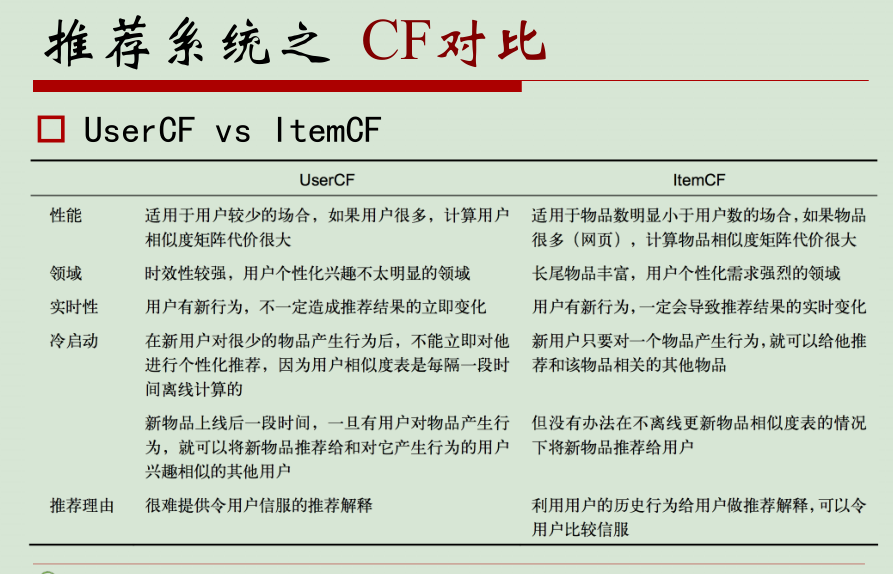 推荐系统之 CF对比
UserCF vs ItemCF
UserCF ItemCF
性能 适用于用户较少的场合，如果用户很多，计算用户 适用于物品数明显小于用户数的场合，如果物品
相似度矩阵代价很大 很多（网页），计算物品相似度矩阵代价很大
领域 时效性较强，用户个性化兴趣不太明显的领域 长尾物品丰富，用户个性化需求强烈的领域
实时性 用户有新行为，不一定造成推荐结果的立即变化 用户有新行为，一定会导致推荐结果的实时变化
冷启动 在新用户对很少的物品产生行为后，不能立即对他 新用户只要对一个物品产生行为，就可以给他推
进行个性化推荐，因为用户相似度表是每隔一段时 荐和该物品相关的其他物品
间离线计算的
新物品上线后一段时间，一旦有用户对物品产生行 但没有办法在不离线更新物品相似度表的情况
为，就可以将新物品推荐给和对它产生行为的用户 下将新物品推荐给用户
兴趣相似的其他用户
推荐理由 很难提供令用户信服的推荐解释 利用用户的历史行为给用户做推荐解释，可以令
用户比较信服